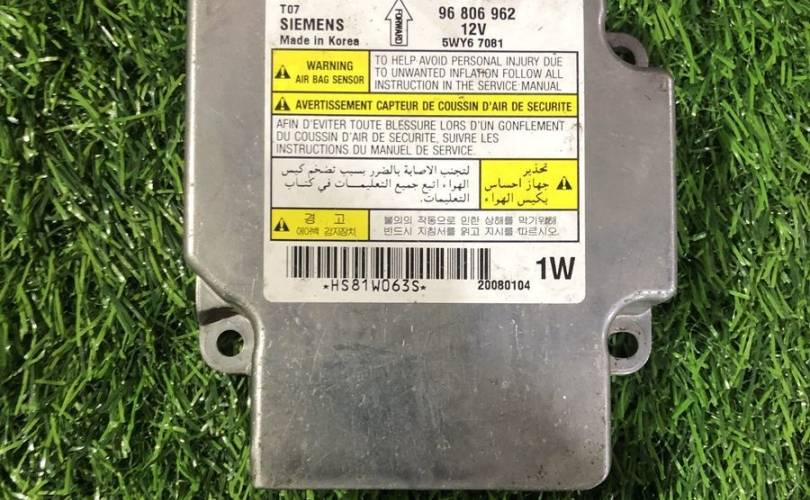 T07
SIEMENS
Made in Korea
FORWARD
96 806 962
12V
5WY6 7081
WARNING
AIR BAG SENSOR
TO HELP AVOID PERSONAL INJURY DUE
TO UNWANTED INFLATION FOLLOW ALL
INSTRUCTION IN THE SERVICE MANUAL
AVERTISSEMENT CAPTEUR DE COUSSIN D'AIR DE SECURITE
AFIN D'EVITER TOUTE BLESSURE LORS D'UN GONFLEMENT
DU COUSSIN D'AIR DE SECURITE, SUIVRE LES
INSTRUCTIONS DU MANUEL DE SERVICE.
تحذير
جهاز احساس
بكيس الهواء
لتجنب الاصابة بالضرر بسبب تضخم كيس
الهواء اتبع جميع التعليمات في كتاب
التعليمات.
경 고
에어백 감지장치
불의의 작동으로 인한 상해를 막기위해
반드시 지침서를 읽고 지시를 따르시오.
1W
*HS81W063S*
20080104